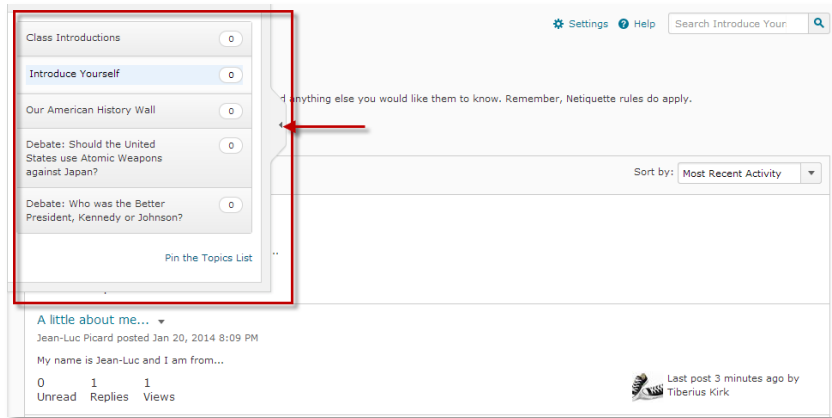 Settings Help Search Introduce Your
Class Introductions 0
Introduce Yourself 0
anything else you would like them to know. Remember, Netiquette rules do apply.
Our American History Wall 0
Debate: Should the United 0
States use Atomic Weapons
against Japan?
Sort by: Most Recent Activity
Debate: Who was the Better 0
President, Kennedy or Johnson?
Pin the Topics List
A little about me...
Jean-Luc Picard posted Jan 20, 2014 8:09 PM
My name is Jean-Luc and I am from...
0 1 1
Unread Replies Views
Last post 3 minutes ago by
Tiberius Kirk